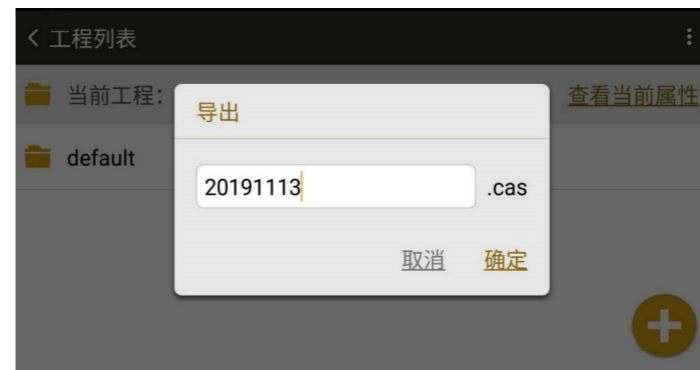 工程列表
当前工程： 查看当前属性
default
导出
20191113 .cas
取消 确定